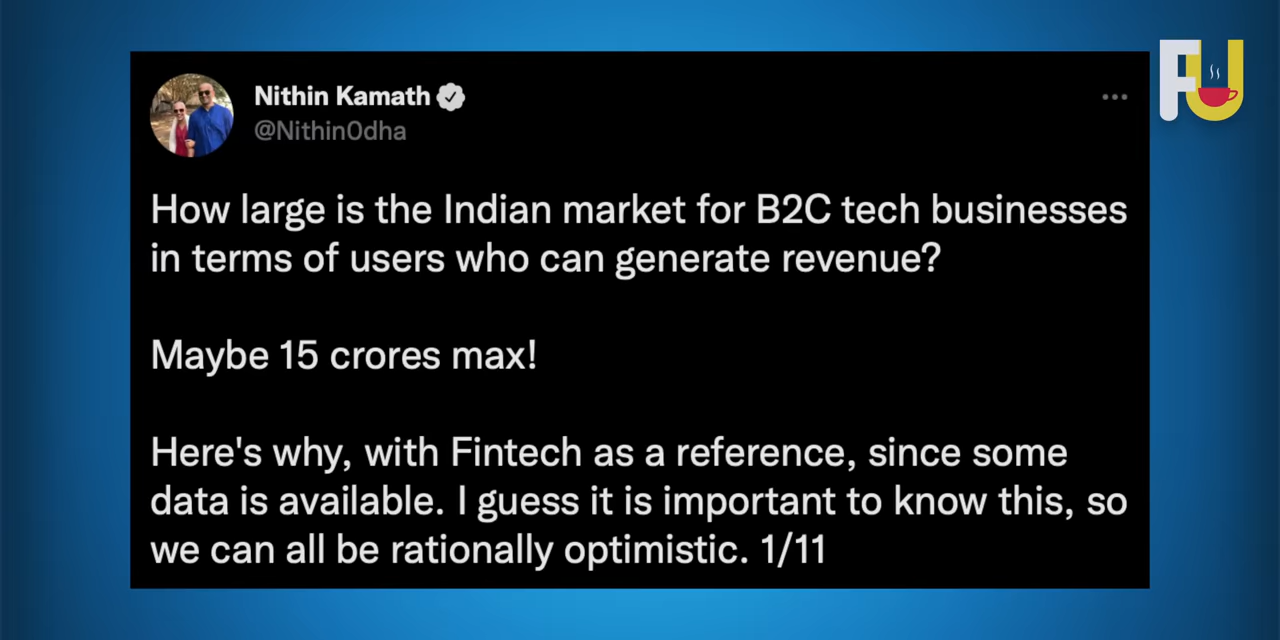 Nithin Kamath
@Nithin0dha
How large is the Indian market for B2C tech businesses
in terms of users who can generate revenue?
Maybe 15 crores max!
Here's why, with Fintech as a reference, since some
data is available. I guess it is important to know this, so
we can all be rationally optimistic. 1/11
FU